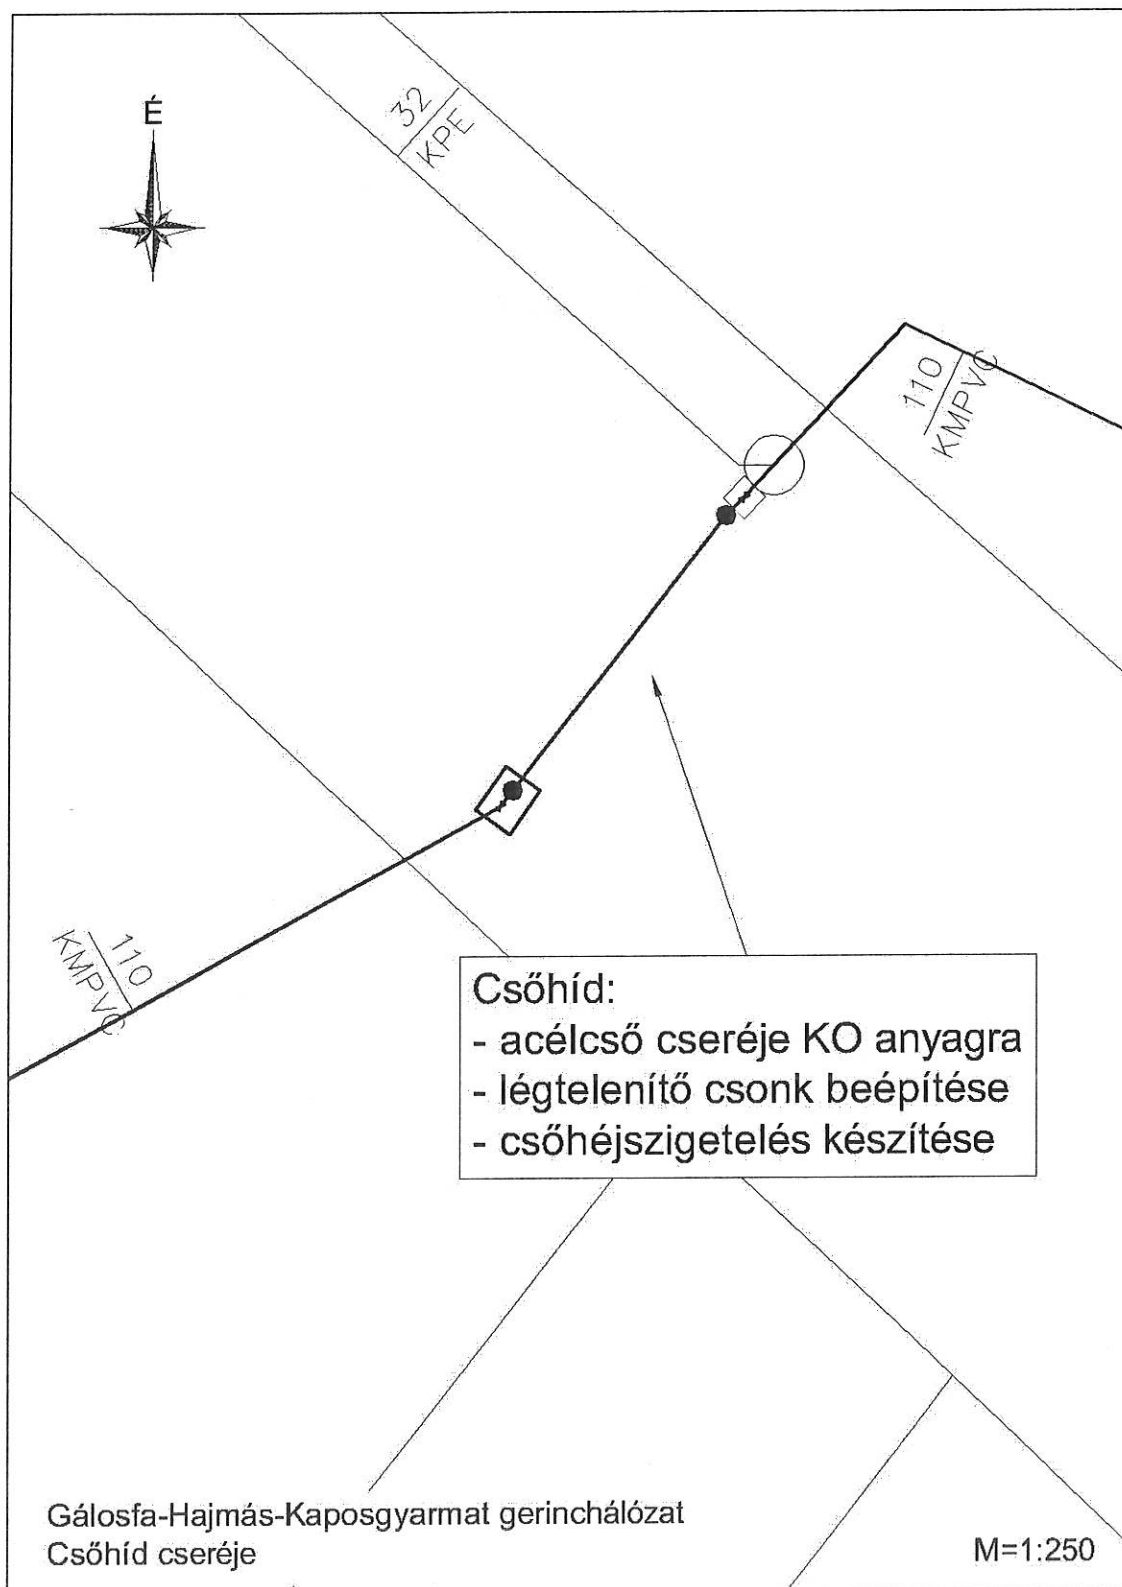 É
32
KPE
110
KMPVC
110
KMPVC
Csőhíd:
- acélcső cseréje KO anyagra
- légtelenítő csonk beépítése
- csőhéjszigetelés készítése
Gálosfa-Hajmás-Kaposgyarmat gerinchálózat
Csőhíd cseréje
M=1:250